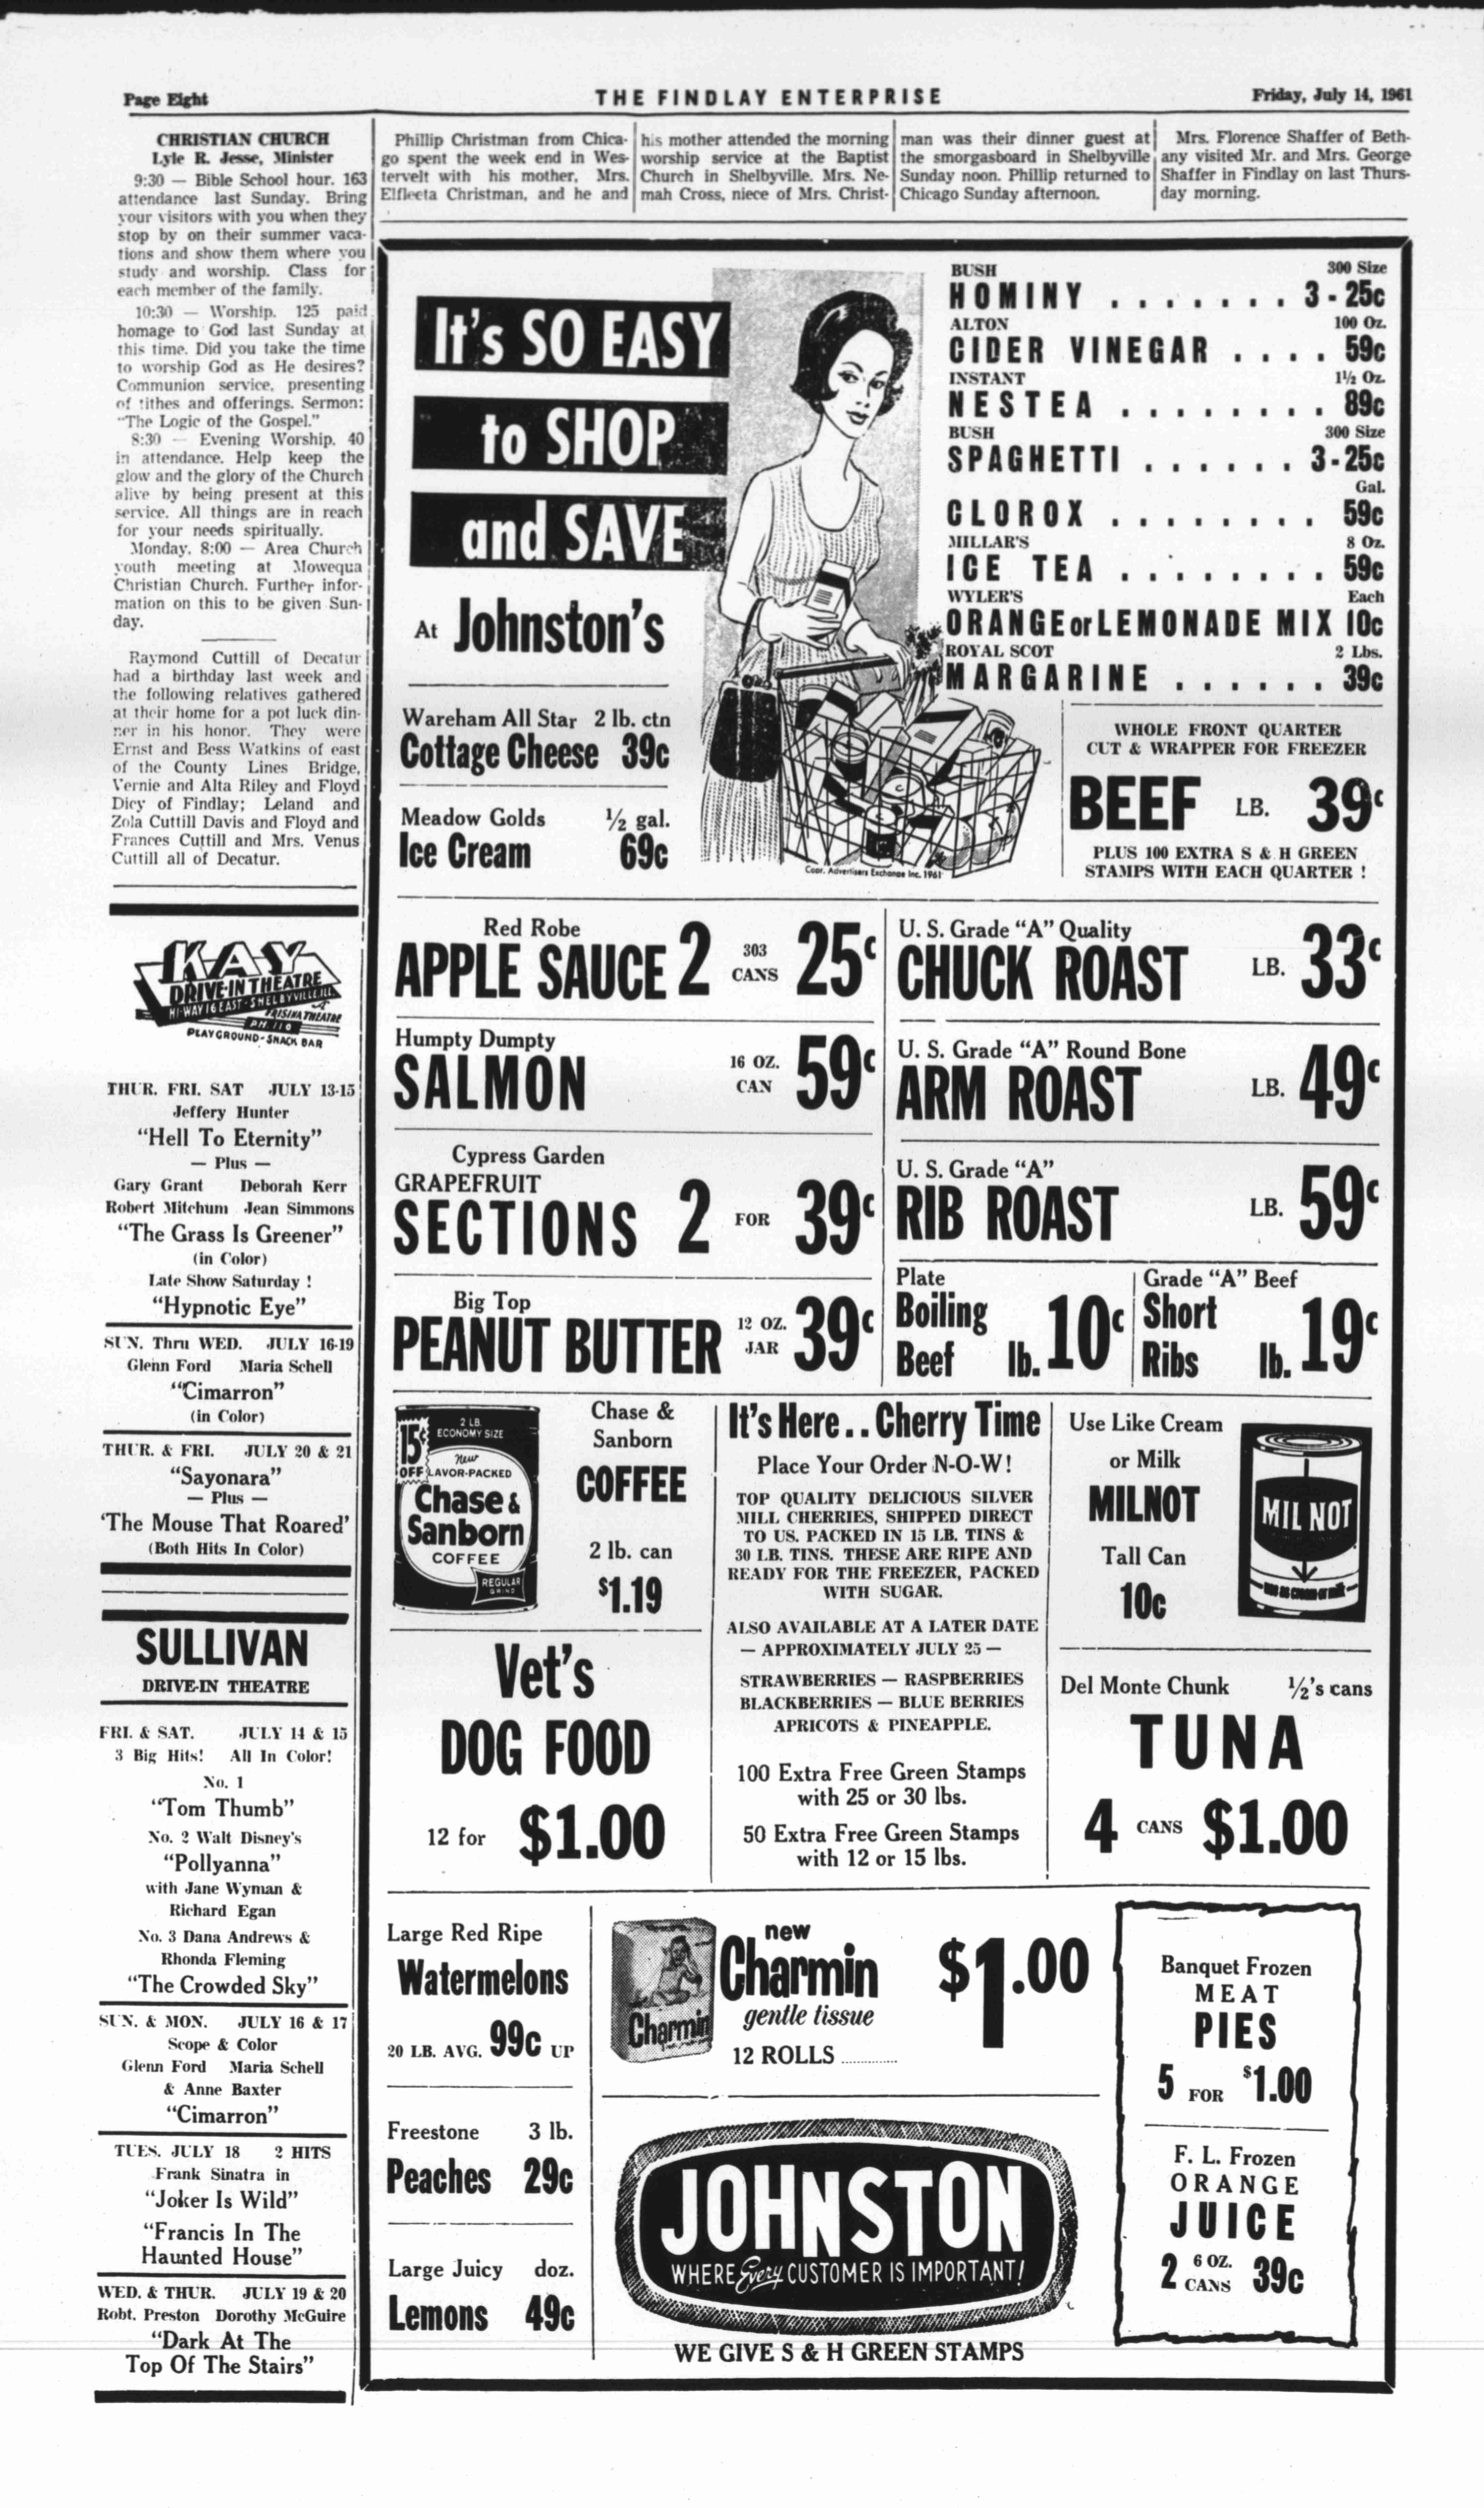 Page Eight
THE FINDLAY ENTERPRISE
Friday, July 14, 1961
CHRISTIAN CHURCH
Lyle R. Jesse, Minister
9:30 — Bible School hour. 163
attendance last Sunday. Bring
your visitors with you when they
stop by on their summer vaca-
tions and show them where you
study and worship. Class for
each member of the family.
10:30 — Worship. 125 paid
homage to God last Sunday at
this time. Did you take the time
to worship God as He desires?
Communion service, presenting
of tithes and offerings. Sermon:
"The Logic of the Gospel."
8:30 — Evening Worship. 40
in attendance. Help keep the
glow and the glory of the Church
alive by being present at this
service. All things are in reach
for your needs spiritually.
Monday, 8:00 — Area Church
youth meeting at Mowequa
Christian Church. Further infor-
mation on this to be given Sun-
day.
Raymond Cuttill of Decatur
had a birthday last week and
the following relatives gathered
at their home for a pot luck din-
ner in his honor. They were
Ernst and Bess Watkins of east
of the County Lines Bridge,
Vernie and Alta Riley and Floyd
Dicy of Findlay; Leland and
Zola Cuttill Davis and Floyd and
Frances Cuttill and Mrs. Venus
Cuttill all of Decatur.
KAY
DRIVE-IN THEATRE
HI-WAY 16 EAST - SHELBYVILLE, ILL.
A FRISINA THEATRE
PH. 110
PLAYGROUND - SNACK BAR
THUR. FRI. SAT JULY 13-15
Jeffery Hunter
"Hell To Eternity"
— Plus —
Gary Grant Deborah Kerr
Robert Mitchum Jean Simmons
"The Grass Is Greener"
(in Color)
Late Show Saturday !
"Hypnotic Eye"
SUN. Thru WED. JULY 16-19
Glenn Ford Maria Schell
"Cimarron"
(in Color)
THUR. & FRI. JULY 20 & 21
"Sayonara"
— Plus —
'The Mouse That Roared'
(Both Hits In Color)
SULLIVAN
DRIVE-IN THEATRE
FRI. & SAT. JULY 14 & 15
3 Big Hits! All In Color!
No. 1
"Tom Thumb"
No. 2 Walt Disney's
"Pollyanna"
with Jane Wyman &
Richard Egan
No. 3 Dana Andrews &
Rhonda Fleming
"The Crowded Sky"
SUN. & MON. JULY 16 & 17
Scope & Color
Glenn Ford Maria Schell
& Anne Baxter
"Cimarron"
TUES. JULY 18 2 HITS
Frank Sinatra in
"Joker Is Wild"
"Francis In The
Haunted House"
WED. & THUR. JULY 19 & 20
Robt. Preston Dorothy McGuire
"Dark At The
Top Of The Stairs"
Phillip Christman from Chica-
go spent the week end in Wes-
tervelt with his mother, Mrs.
Elfleeta Christman, and he and
his mother attended the morning
worship service at the Baptist
Church in Shelbyville. Mrs. Ne-
mah Cross, niece of Mrs. Christ-
man was their dinner guest at
the smorgasboard in Shelbyville
Sunday noon. Phillip returned to
Chicago Sunday afternoon.
Mrs. Florence Shaffer of Beth-
any visited Mr. and Mrs. George
Shaffer in Findlay on last Thurs-
day morning.
It's SO EASY
to SHOP
and SAVE
At Johnston's
Wareham All Star 2 lb. ctn
Cottage Cheese 39c
Meadow Golds ½ gal.
Ice Cream 69c
Copr. Advertisers Exchange Inc. 1961
BUSH 300 Size
HOMINY . . . . . . . 3 - 25c
ALTON 100 Oz.
CIDER VINEGAR . . . . 59c
INSTANT 1½ Oz.
NESTEA . . . . . . . . 89c
BUSH 300 Size
SPAGHETTI . . . . . . 3-25c
Gal.
CLOROX . . . . . . . . 59c
MILLAR'S 8 Oz.
ICE TEA . . . . . . . . 59c
WYLER'S Each
ORANGE or LEMONADE MIX 10c
ROYAL SCOT 2 Lbs.
MARGARINE . . . . . . 39c
WHOLE FRONT QUARTER
CUT & WRAPPER FOR FREEZER
BEEF LB. 39c
PLUS 100 EXTRA S & H GREEN
STAMPS WITH EACH QUARTER !
Red Robe
APPLE SAUCE 2 303 CANS 25c
Humpty Dumpty
SALMON 16 OZ. CAN 59c
Cypress Garden
GRAPEFRUIT
SECTIONS 2 FOR 39c
Big Top
PEANUT BUTTER 12 OZ. JAR 39c
U. S. Grade "A" Quality
CHUCK ROAST LB. 33c
U. S. Grade "A" Round Bone
ARM ROAST LB. 49c
U. S. Grade "A"
RIB ROAST LB. 59c
Plate
Boiling
Beef lb. 10c
Grade "A" Beef
Short
Ribs lb. 19c
2 LB.
ECONOMY SIZE
15¢
OFF
New
FLAVOR-PACKED
Chase &
Sanborn
COFFEE
REGULAR
GRIND
Chase &
Sanborn
COFFEE
2 lb. can
$1.19
Vet's
DOG FOOD
12 for $1.00
It's Here . . Cherry Time
Place Your Order N-O-W!
TOP QUALITY DELICIOUS SILVER
MILL CHERRIES, SHIPPED DIRECT
TO US. PACKED IN 15 LB. TINS &
30 LB. TINS. THESE ARE RIPE AND
READY FOR THE FREEZER, PACKED
WITH SUGAR.
ALSO AVAILABLE AT A LATER DATE
— APPROXIMATELY JULY 25 —
STRAWBERRIES — RASPBERRIES
BLACKBERRIES — BLUE BERRIES
APRICOTS & PINEAPPLE.
100 Extra Free Green Stamps
with 25 or 30 lbs.
50 Extra Free Green Stamps
with 12 or 15 lbs.
Use Like Cream
or Milk
MILNOT
Tall Can
10c
MILNOT
Del Monte Chunk ½'s cans
TUNA
4 CANS $1.00
Large Red Ripe
Watermelons
20 LB. AVG. 99c UP
Freestone 3 lb.
Peaches 29c
Large Juicy doz.
Lemons 49c
Charmin
new
Charmin
gentle tissue
12 ROLLS ..............
$1.00
JOHNSTON
WHERE Every CUSTOMER IS IMPORTANT!
WE GIVE S & H GREEN STAMPS
Banquet Frozen
MEAT
PIES
5 FOR $1.00
F. L. Frozen
ORANGE
JUICE
2 6 OZ. CANS 39c